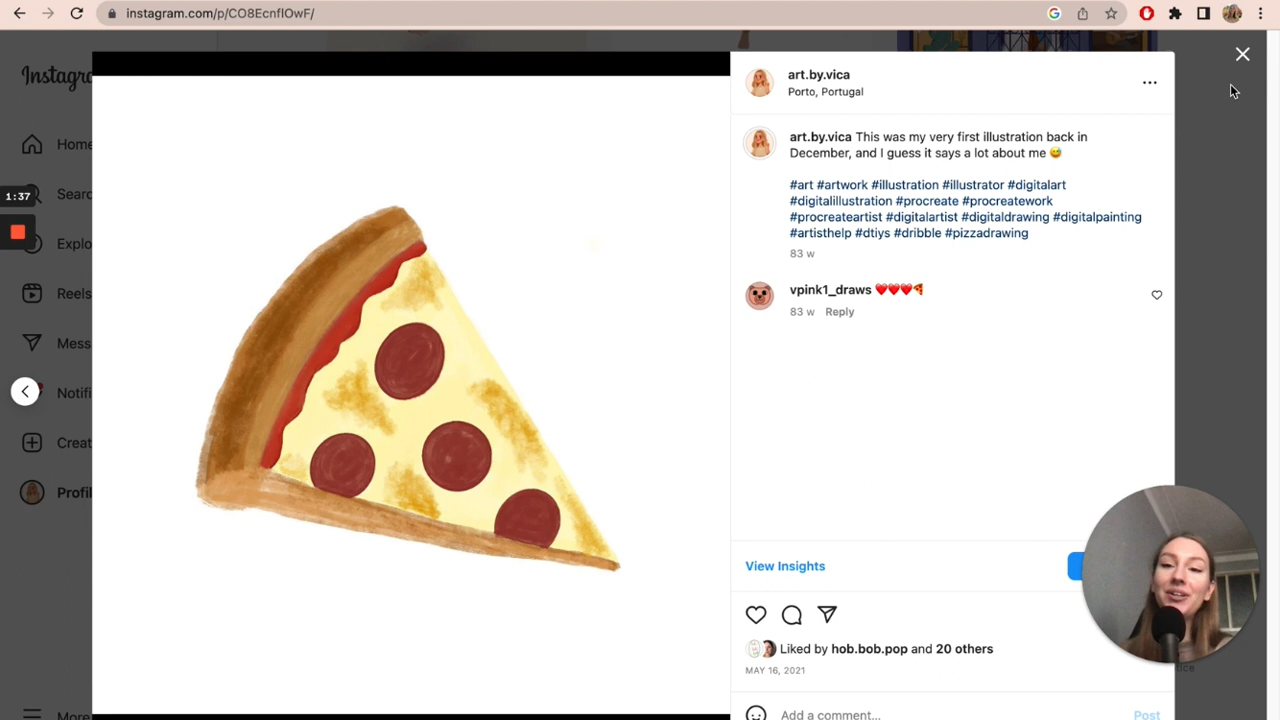 instagram.com/p/CO8EcnflOwF/
Instagra
Home
Searc
1:37
Explo
Reels
Mess
Notifi
Creat
Profil
More
art.by.vica
Porto, Portugal
art.by.vica This was my very first illustration back in
December, and I guess it says a lot about me 😅
#art #artwork #illustration #illustrator #digitalart
#digitalillustration #procreate #procreatework
#procreateartist #digitalartist #digitaldrawing #digitalpainting
#artisthelp #dtiys #dribble #pizzadrawing
83 w
vpink1_draws ❤️❤️❤️🍕
83 w Reply
View Insights
Liked by hob.bob.pop and 20 others
MAY 16, 2021
Add a comment...
Post